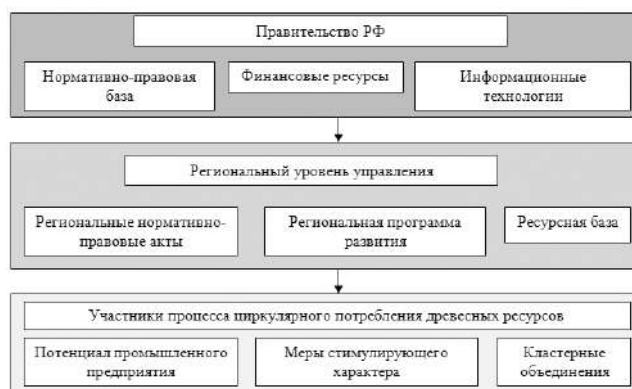 Правительство РФ
Нормативно-правовая
база
Финансовые ресурсы
Информационные
технологии
Региональный уровень управления
Региональные нормативно-
правовые акты
Региональная программа
развития
Ресурсная база
Участники процесса циркулярного потребления древесных ресурсов
Потенциал промышленного
предприятия
Меры стимулирующего
характера
Кластерные
объединения